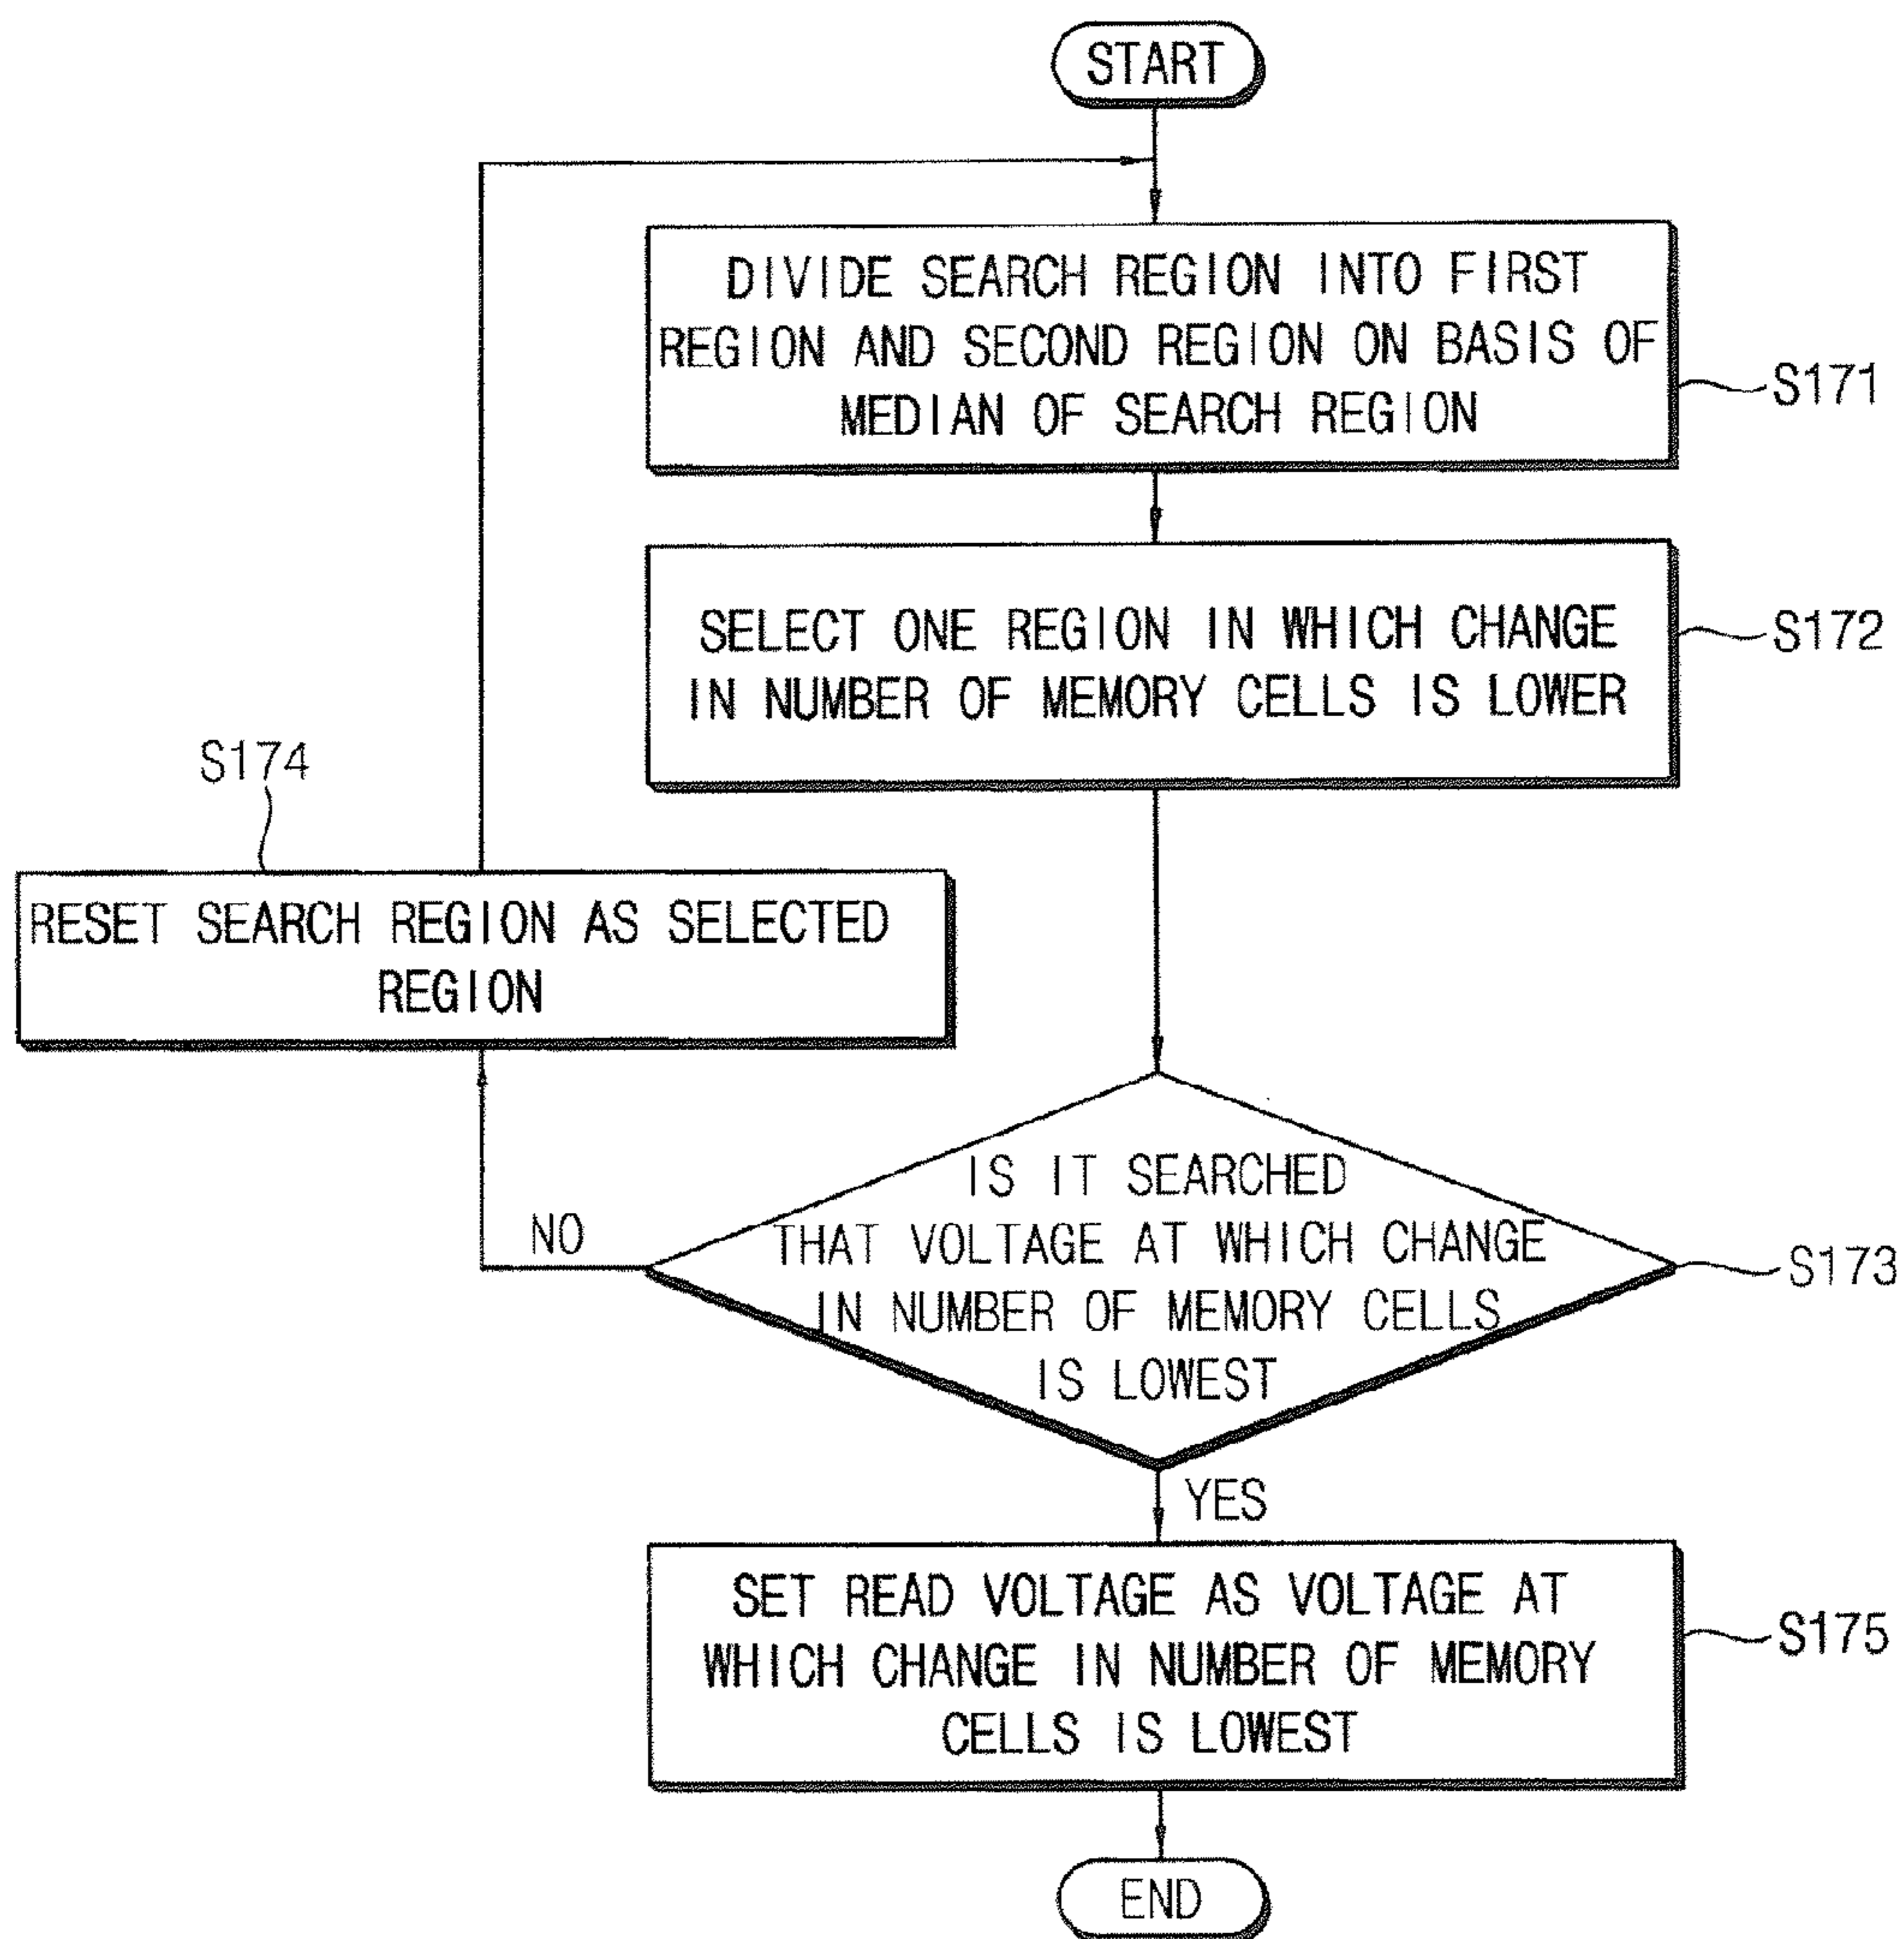 START
DIVIDE SEARCH REGION INTO FIRST
REGION AND SECOND REGION ON BASIS OF
MEDIAN OF SEARCH REGION
S171
SELECT ONE REGION IN WHICH CHANGE
IN NUMBER OF MEMORY CELLS IS LOWER
S172
S174
RESET SEARCH REGION AS SELECTED
REGION
IS IT SEARCHED
THAT VOLTAGE AT WHICH CHANGE
IN NUMBER OF MEMORY CELLS
IS LOWEST
S173
NO
YES
SET READ VOLTAGE AS VOLTAGE AT
WHICH CHANGE IN NUMBER OF MEMORY
CELLS IS LOWEST
S175
END